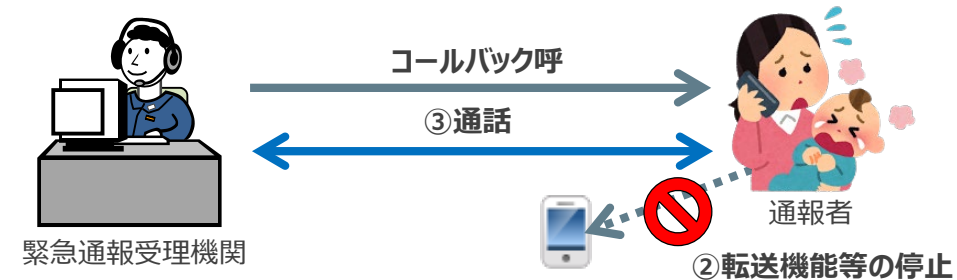 コールバック呼
③通話
通報者
緊急通報受理機関
②転送機能等の停止